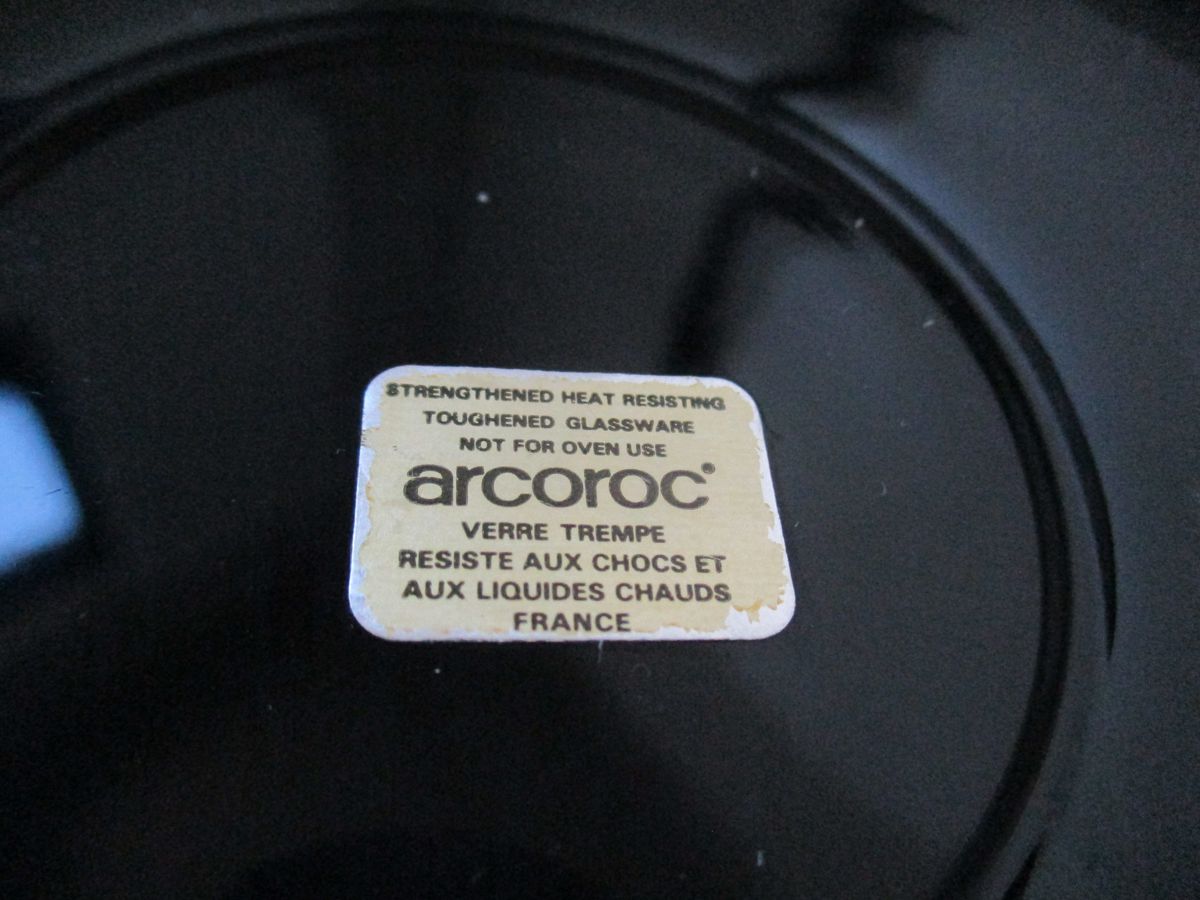 STRENGTHENED HEAT RESISTING
TOUGHENED GLASSWARE
NOT FOR OVEN USE
arcoroc®
VERRE TREMPE
RESISTE AUX CHOCS ET
AUX LIQUIDES CHAUDS
FRANCE